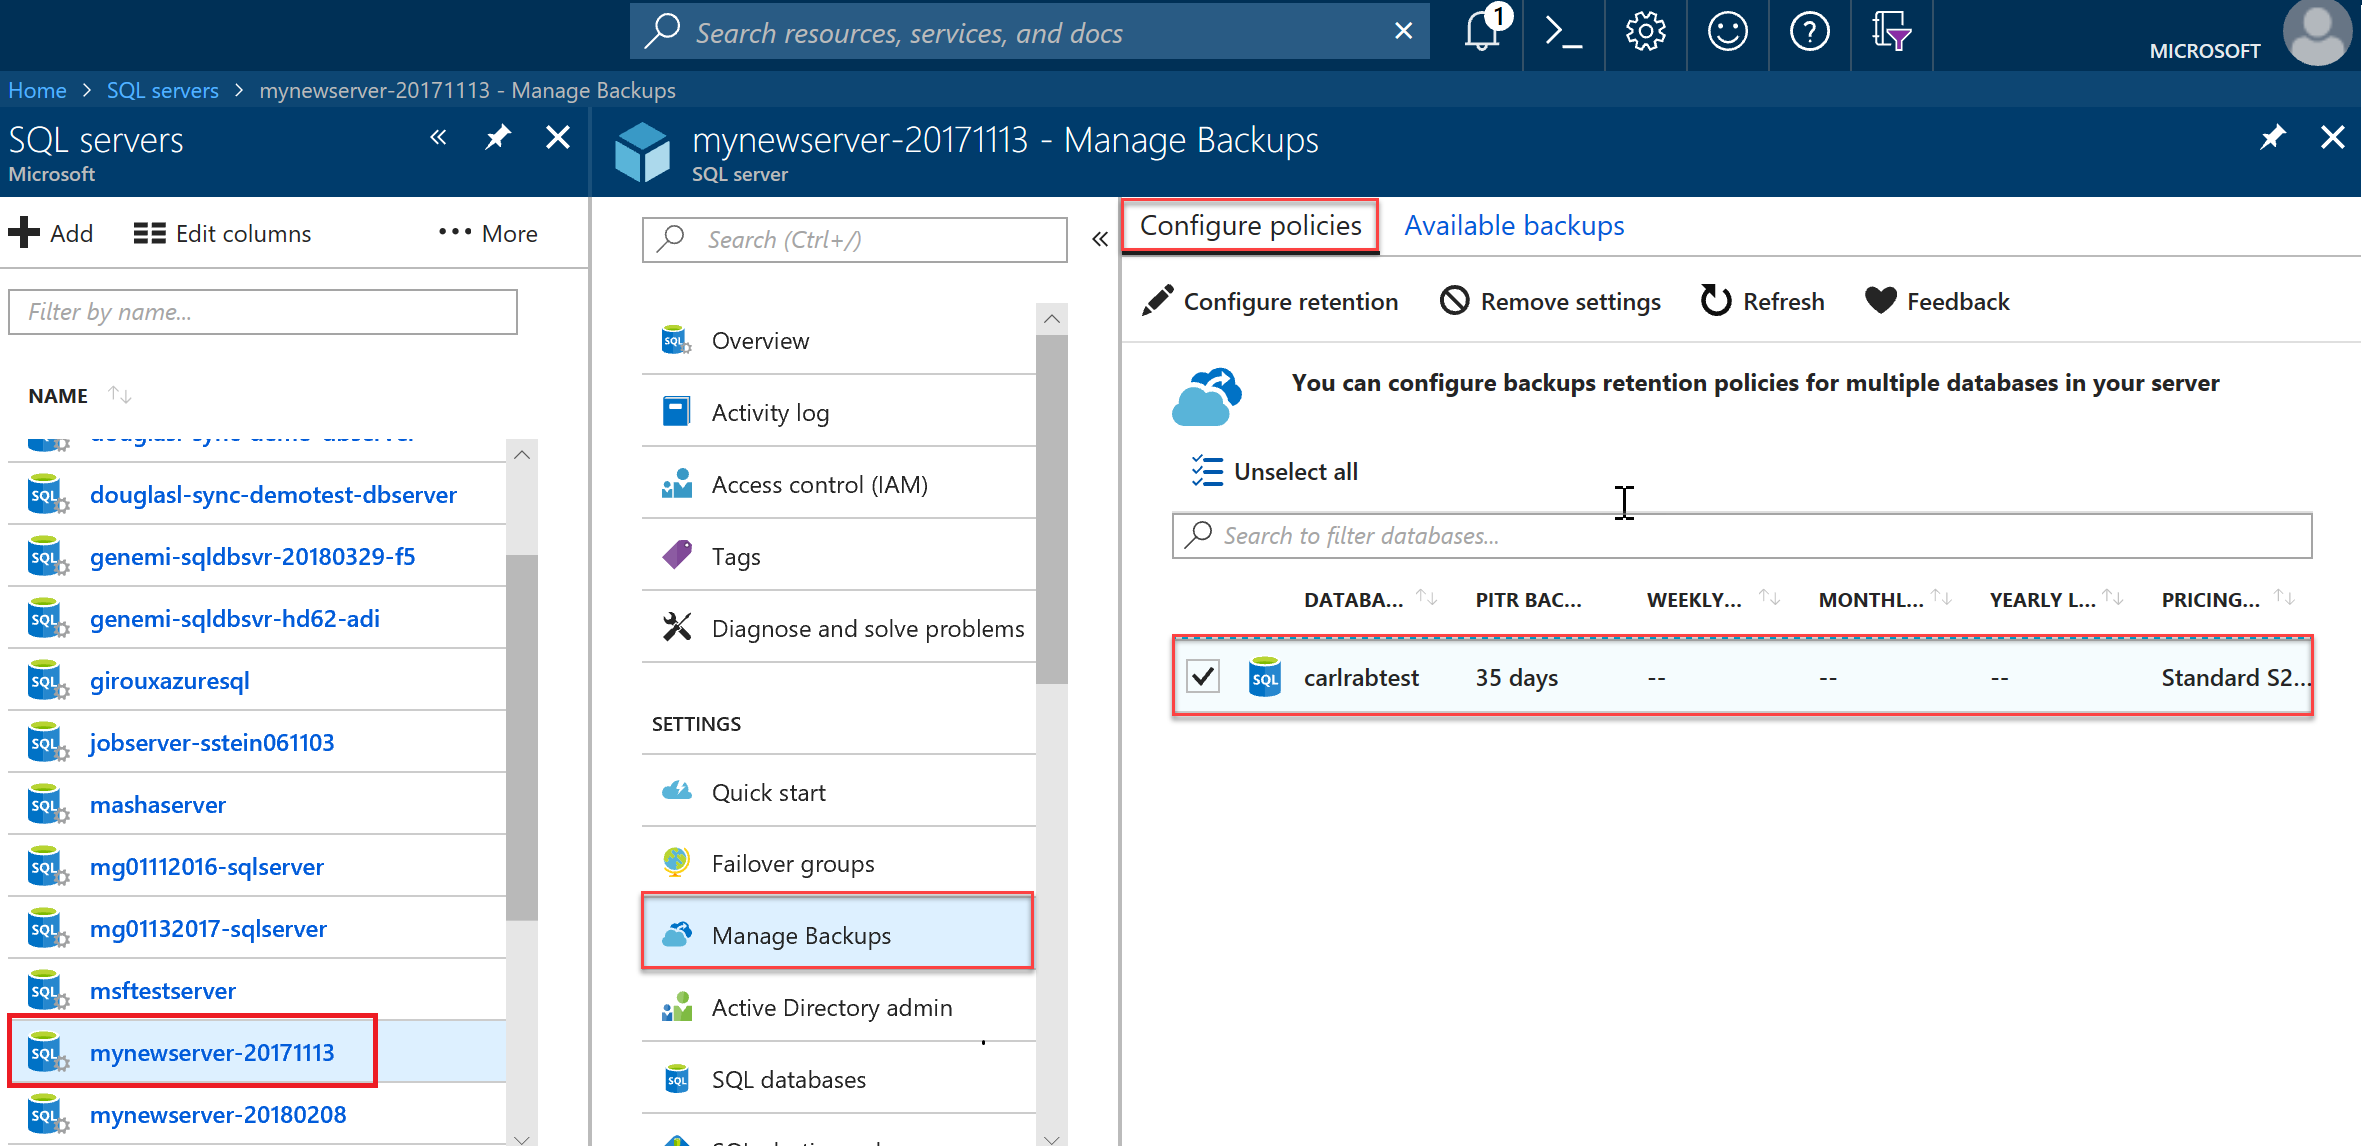 Search resources, services, and docs
1
MICROSOFT
Home > SQL servers > mynewserver-20171113 - Manage Backups
SQL servers
Microsoft
mynewserver-20171113 - Manage Backups
SQL server
Add
Edit columns
More
Filter by name...
NAME
douglasl-sync-demotest-dbserver
genemi-sqldbsvr-20180329-f5
genemi-sqldbsvr-hd62-adi
girouxazuresql
jobserver-sstein061103
mashaserver
mg01112016-sqlserver
mg01132017-sqlserver
msftestserver
mynewserver-20171113
mynewserver-20180208
Search (Ctrl+/)
Overview
Activity log
Access control (IAM)
Tags
Diagnose and solve problems
SETTINGS
Quick start
Failover groups
Manage Backups
Active Directory admin
SQL databases
Configure policies
Available backups
Configure retention
Remove settings
Refresh
Feedback
You can configure backups retention policies for multiple databases in your server
Unselect all
Search to filter databases...
DATABA... PITR BAC... WEEKLY... MONTHL... YEARLY L... PRICING...
carlrabtest 35 days -- -- -- Standard S2...